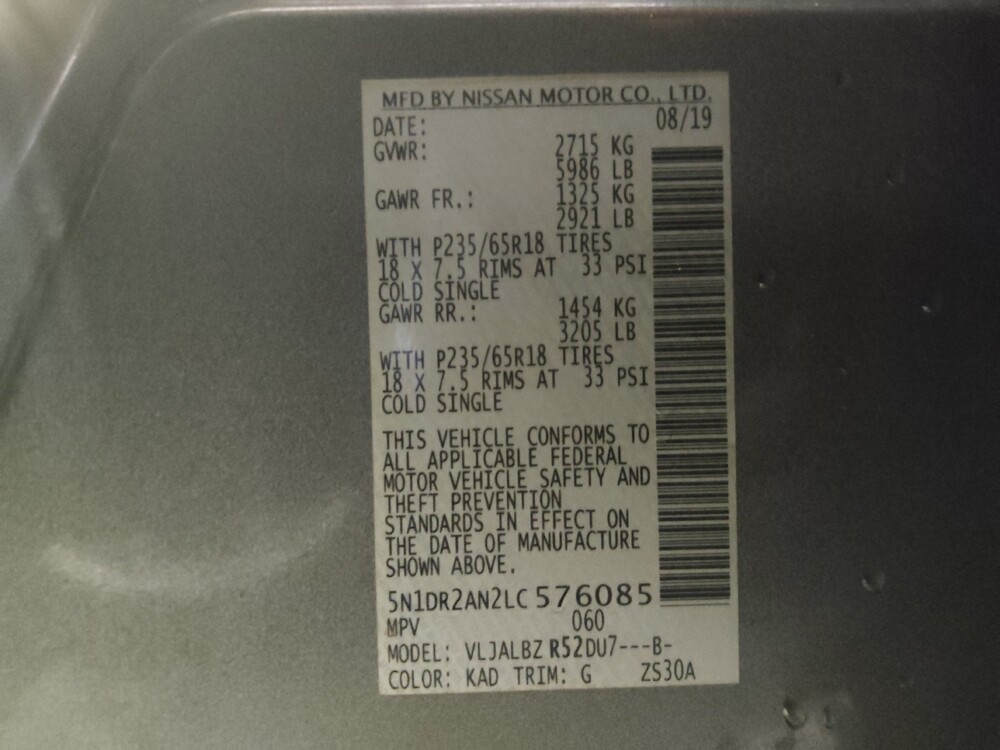 MFD BY NISSAN MOTOR CO., LTD.
DATE: 08/19
GVWR: 2715 KG
5986 LB
GAWR FR.: 1325 KG
2921 LB
WITH P235/65R18 TIRES
18 X 7.5 RIMS AT 33 PSI
COLD SINGLE
GAWR RR.: 1454 KG
3205 LB
WITH P235/65R18 TIRES
18 X 7.5 RIMS AT 33 PSI
COLD SINGLE
THIS VEHICLE CONFORMS TO
ALL APPLICABLE FEDERAL
MOTOR VEHICLE SAFETY AND
THEFT PREVENTION
STANDARDS IN EFFECT ON
THE DATE OF MANUFACTURE
SHOWN ABOVE.
5N1DR2AN2LC576085
MPV 060
MODEL: VLJALBZ R52DU7---B-
COLOR: KAD TRIM: G ZS30A